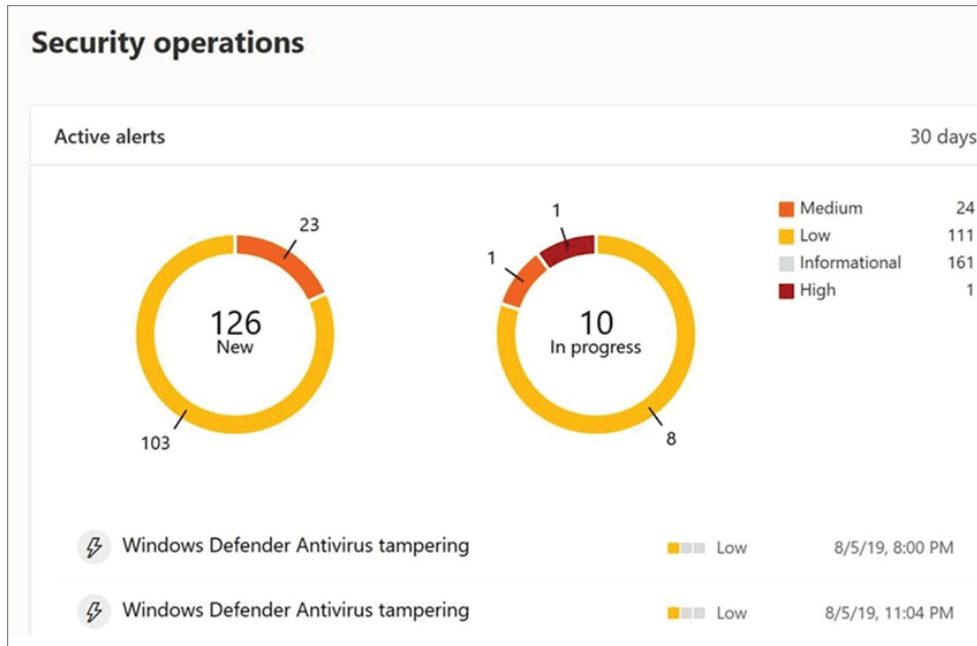 Security operations
Active alerts
30 days
23
126
New
103
1
1
10
In progress
8
Medium 24
Low 111
Informational 161
High 1
Windows Defender Antivirus tampering Low 8/5/19, 8:00 PM
Windows Defender Antivirus tampering Low 8/5/19, 11:04 PM